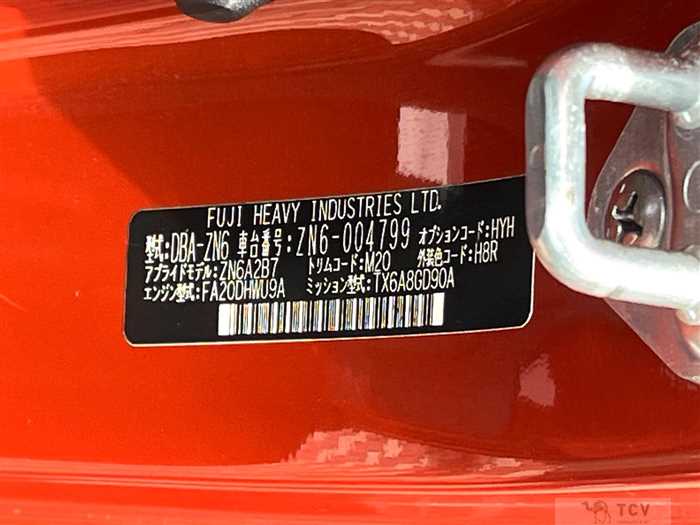 FUJI HEAVY INDUSTRIES LTD.
型式:DBA-ZN6 車台番号:ZN6-004799 オプションコード:HYH
アプライドモデル:ZN6A2B7 トリムコード:M20 外装色コード:H8R
エンジン型式:FA20DHWU9A ミッション型式:TX6A8GD90A
TCV